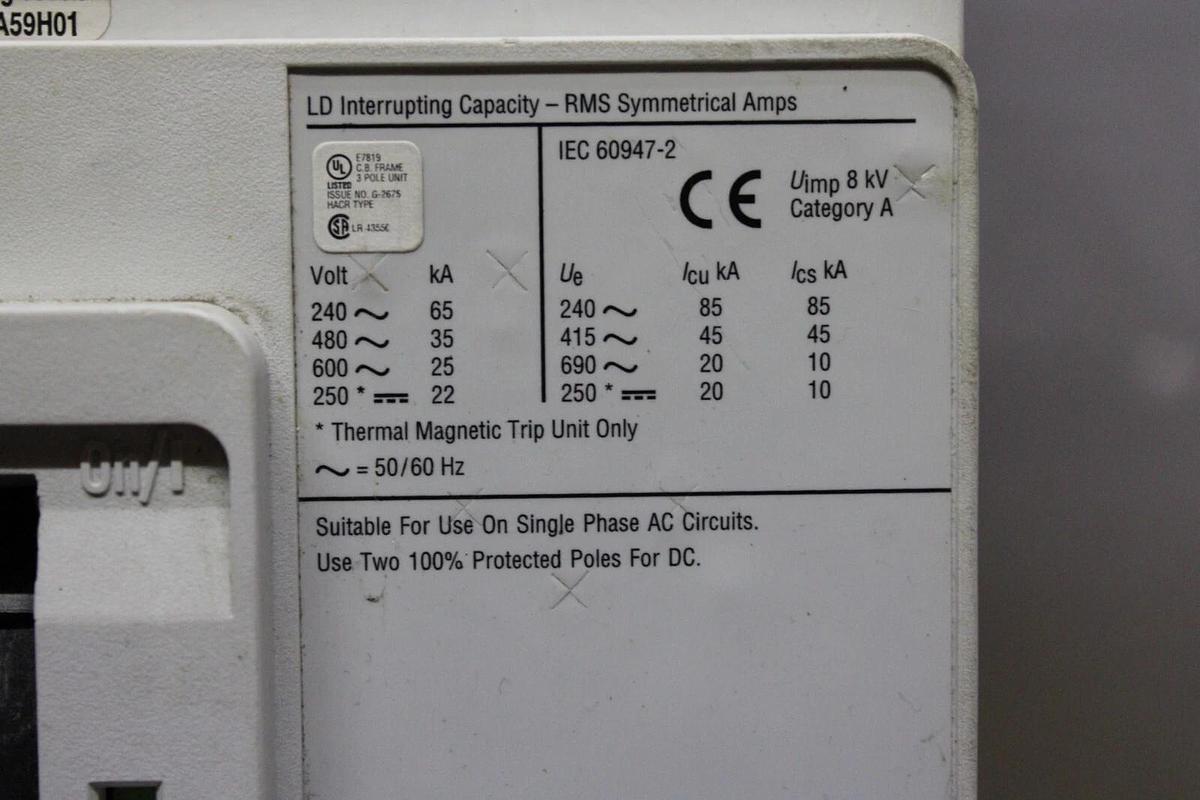 A59H01
LD Interrupting Capacity – RMS Symmetrical Amps
UL
LISTED
E7819
C.B. FRAME
3 POLE UNIT
ISSUE NO. G-2675
HACR TYPE
SA LR
Volt kA
240 ~ 65
480 ~ 35
600 ~ 25
250 * ⎓ 22
IEC 60947-2
CE
Uimp 8 kV
Category A
Ue Icu kA Ics kA
240 ~ 85 85
415 ~ 45 45
690 ~ 20 10
250 * ⎓ 20 10
* Thermal Magnetic Trip Unit Only
~ = 50/60 Hz
Suitable For Use On Single Phase AC Circuits.
Use Two 100% Protected Poles For DC.
On/I